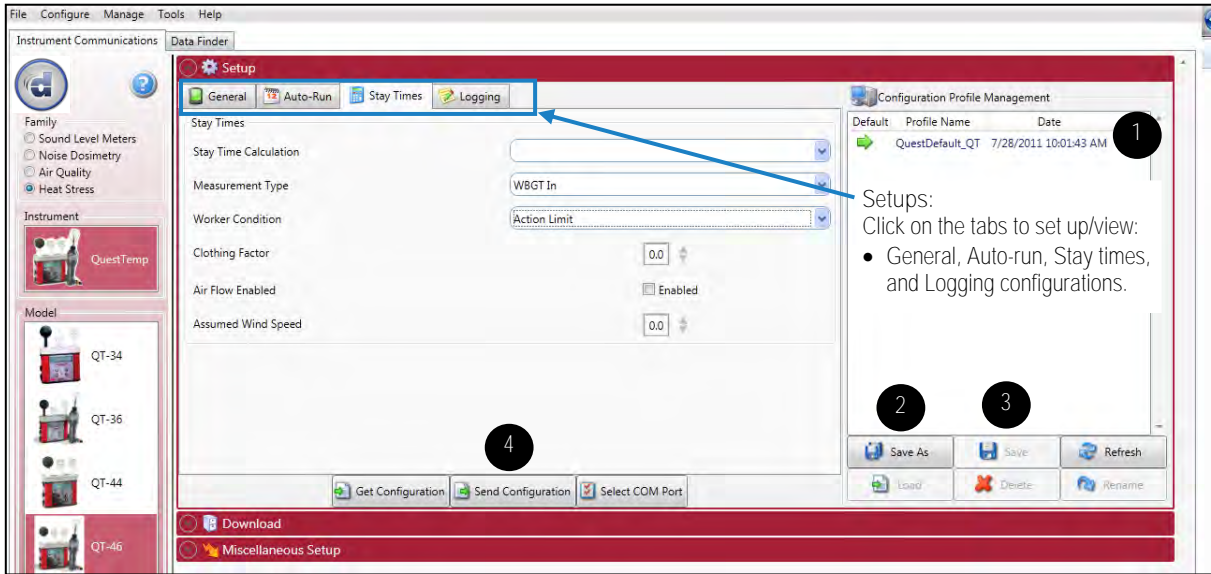 File Configure Manage Tools Help
Instrument Communications Data Finder
Setup
General Auto-Run Stay Times Logging
Family
Sound Level Meters
Noise Dosimetry
Air Quality
Heat Stress
Instrument
QuestTemp
Model
QT-34
QT-36
QT-44
QT-46
Stay Times
Stay Time Calculation
Measurement Type WBGT In
Worker Condition Action Limit
Clothing Factor 0.0
Air Flow Enabled Enabled
Assumed Wind Speed 0.0
4
Get Configuration Send Configuration Select COM Port
Configuration Profile Management
Default Profile Name Date
QuestDefault_QT 7/28/2011 10:01:43 AM
1
Setups:
Click on the tabs to set up/view:
• General, Auto-run, Stay times,
and Logging configurations.
2 3
Save As Save Refresh
Load Delete Rename
Download
Miscellaneous Setup